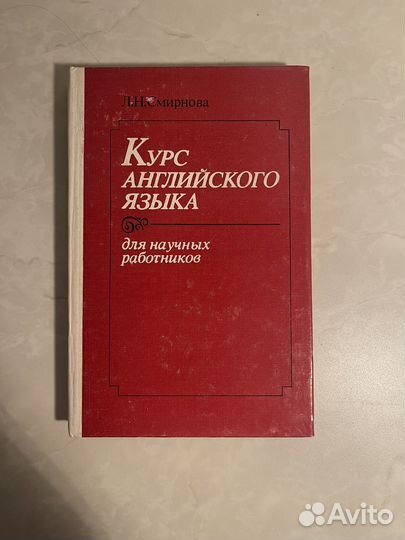 Л.Н.Смирнова
КУРС
АНГЛИЙСКОГО
ЯЗЫКА
для научных
работников
Avito